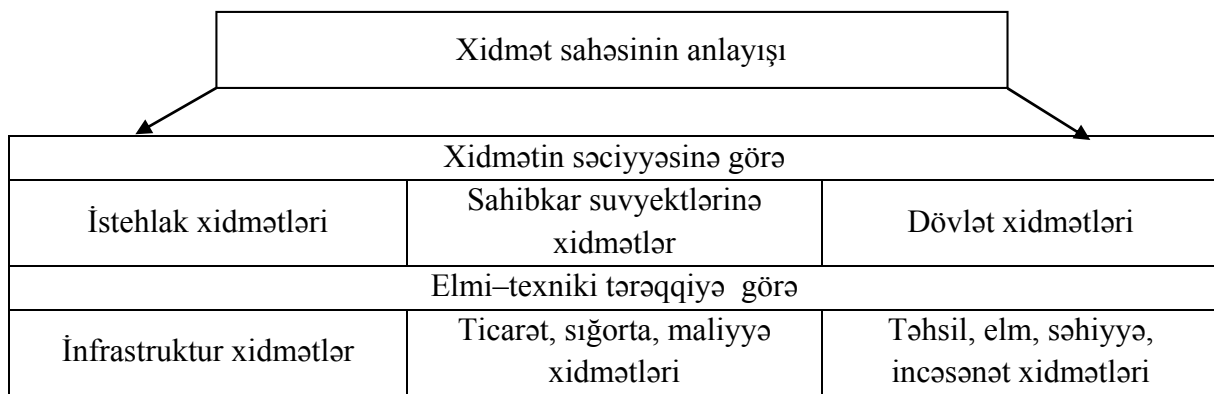 Xidmət sahəsinin anlayışı
Xidmətin səciyyəsinə görə
İstehlak xidmətləri
Sahibkar suvyektlərinə
xidmətlər
Dövlət xidmətləri
Elmi–texniki tərəqqiyə görə
İnfrastruktur xidmətlər
Ticarət, sığorta, maliyyə
xidmətləri
Təhsil, elm, səhiyyə,
incəsənət xidmətləri